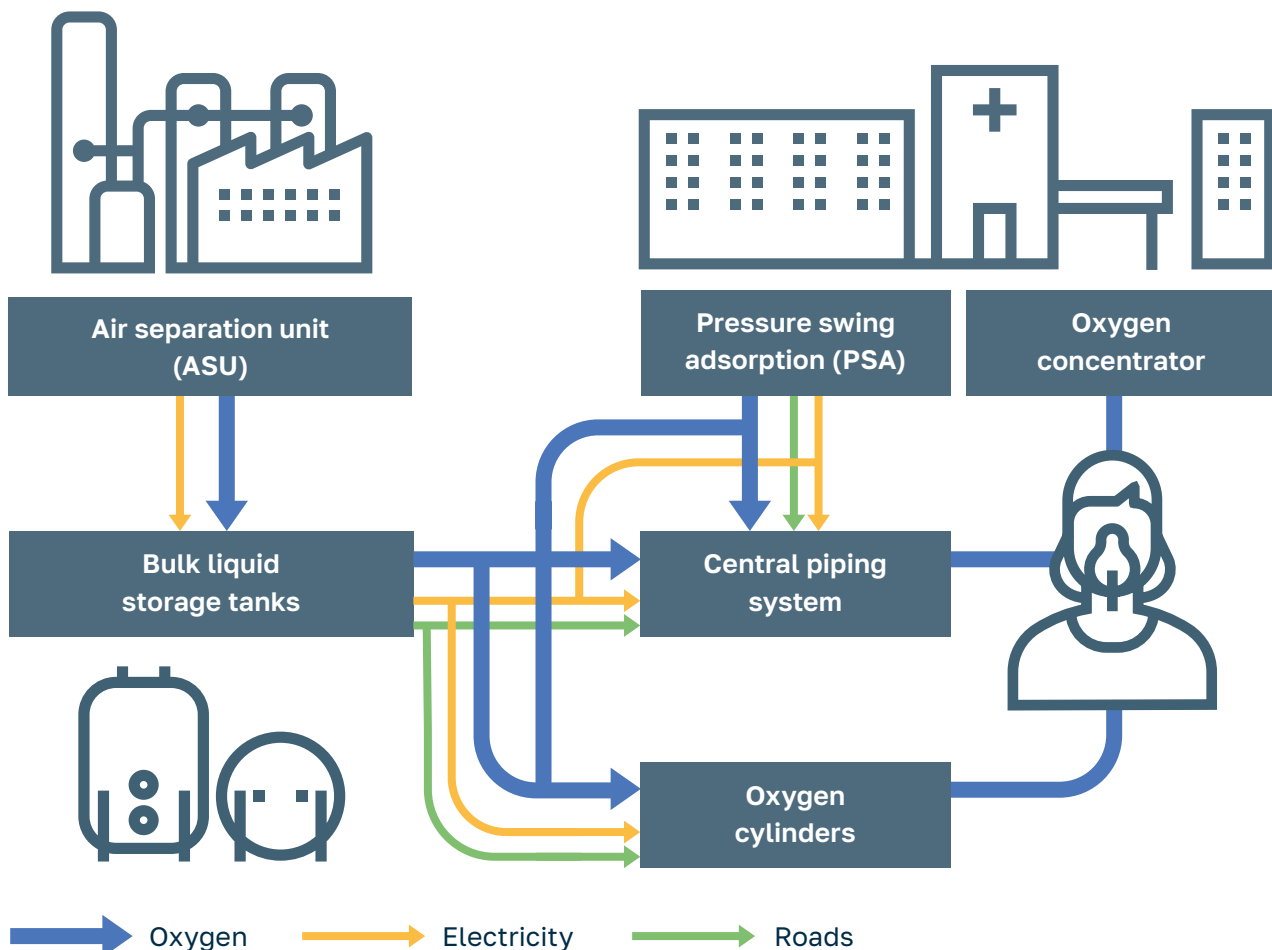 Air separation unit
(ASU)
Pressure swing
adsorption (PSA)
Oxygen
concentrator
Bulk liquid
storage tanks
Central piping
system
Oxygen
cylinders
Oxygen
Electricity
Roads